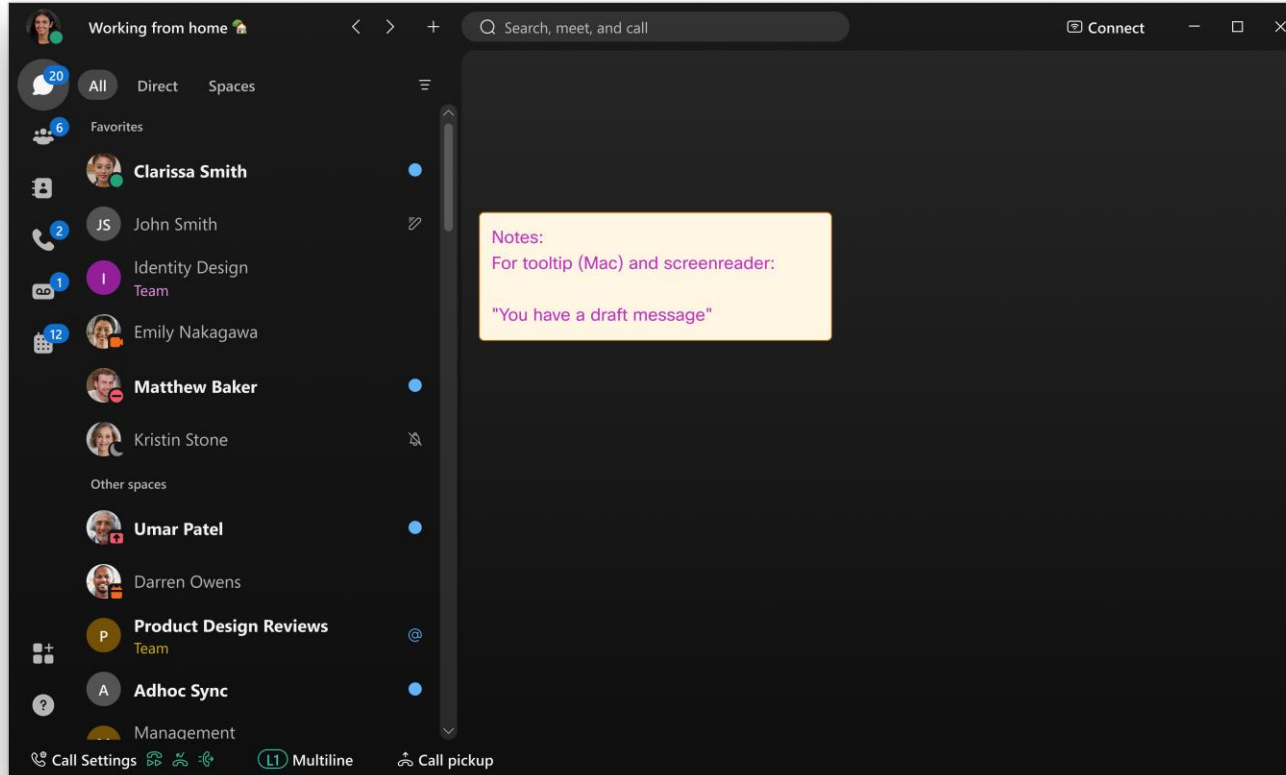 Working from home
Search, meet, and call
Connect
20
All
Direct
Spaces
6
Favorites
Clarissa Smith
JS
John Smith
2
I
Identity Design
Team
1
Emily Nakagawa
12
Matthew Baker
Kristin Stone
Other spaces
Umar Patel
Darren Owens
P
Product Design Reviews
Team
@
A
Adhoc Sync
?
Management
Call Settings
L1
Multiline
Call pickup
Notes:
For tooltip (Mac) and screenreader:
"You have a draft message"